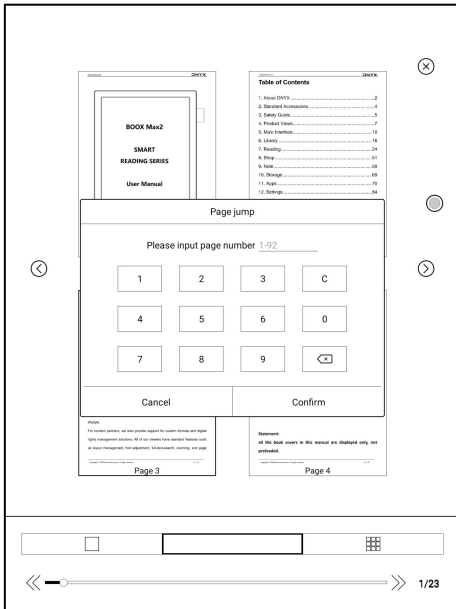 ONYX
BOOX Max2
SMART
READING SERIES
User Manual
ONYX
Table of Contents
1. About ONYX...2
2. Standard Accessories...4
3. Safety Guide...5
4. Product Views...7
5. Main Interface...10
6. Library...16
7. Reading...24
8. Shop...51
9. Note...59
10. Storage...69
11. Apps...70
12. Settings...84
Page jump
Please input page number 1-92
1 2 3 C
4 5 6 0
7 8 9
Cancel Confirm
lifestyle.
For content partners, we also provide support for custom formats and digital
rights management solutions. All of our viewers have standard features such
as layout management, font adjustment, full-text-search, zooming, and page
Page 3
Statement:
all the book covers in this manual are displayed only, not
preloaded.
Page 4
1/23